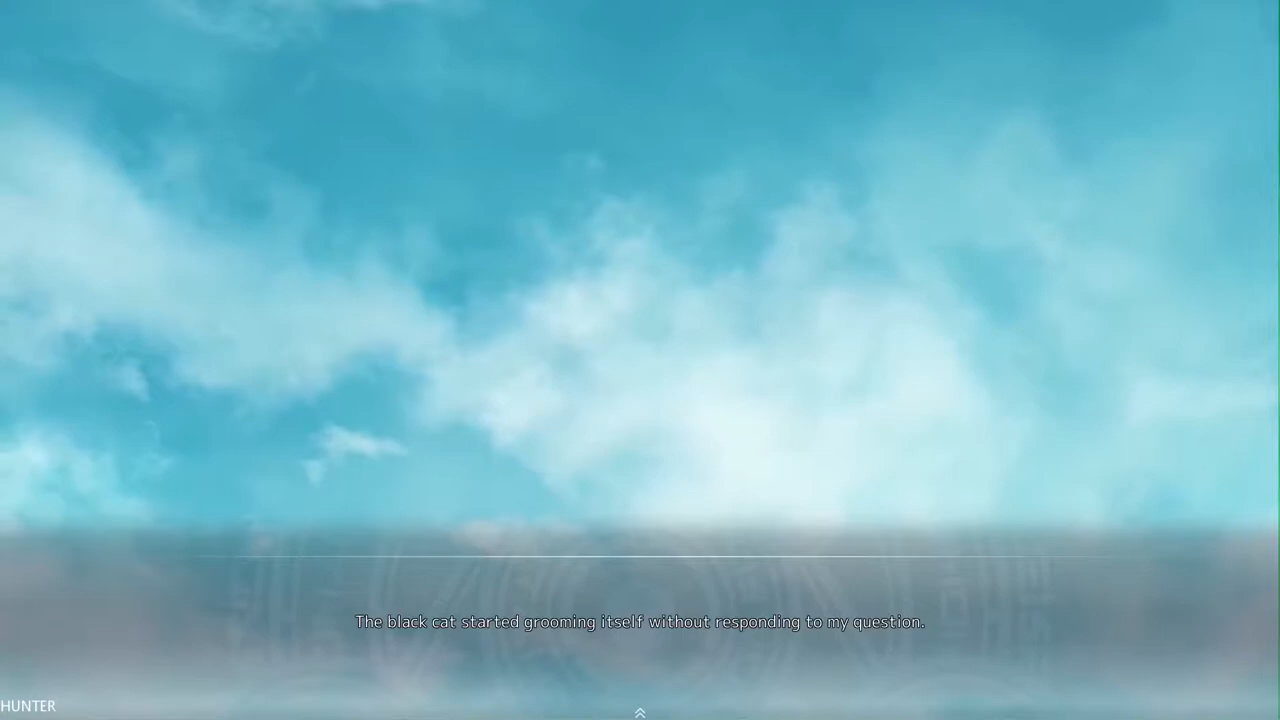 The black cat started grooming itself without responding to my question.
HUNTER